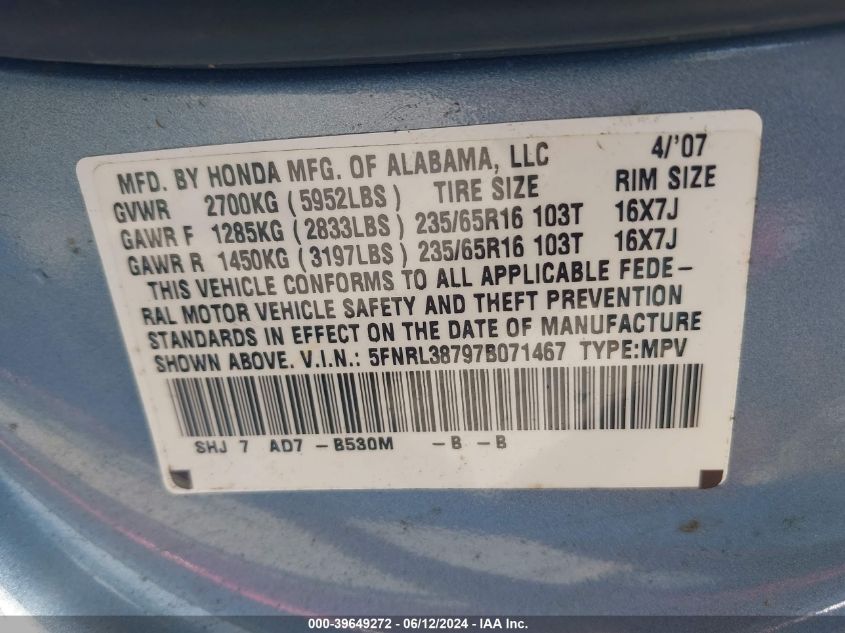 MFD. BY HONDA MFG. OF ALABAMA, LLC 4/'07
GVWR 2700KG (5952LBS) TIRE SIZE RIM SIZE
GAWR F 1285KG (2833LBS) 235/65R16 103T 16X7J
GAWR R 1450KG (3197LBS) 235/65R16 103T 16X7J
THIS VEHICLE CONFORMS TO ALL APPLICABLE FEDE-
RAL MOTOR VEHICLE SAFETY AND THEFT PREVENTION
STANDARDS IN EFFECT ON THE DATE OF MANUFACTURE
SHOWN ABOVE. V.I.N.: 5FNRL38797B071467 TYPE:MPV
SHJ 7 AD7 -B530M -B -B
000-39649272 - 06/12/2024 - IAAI.com